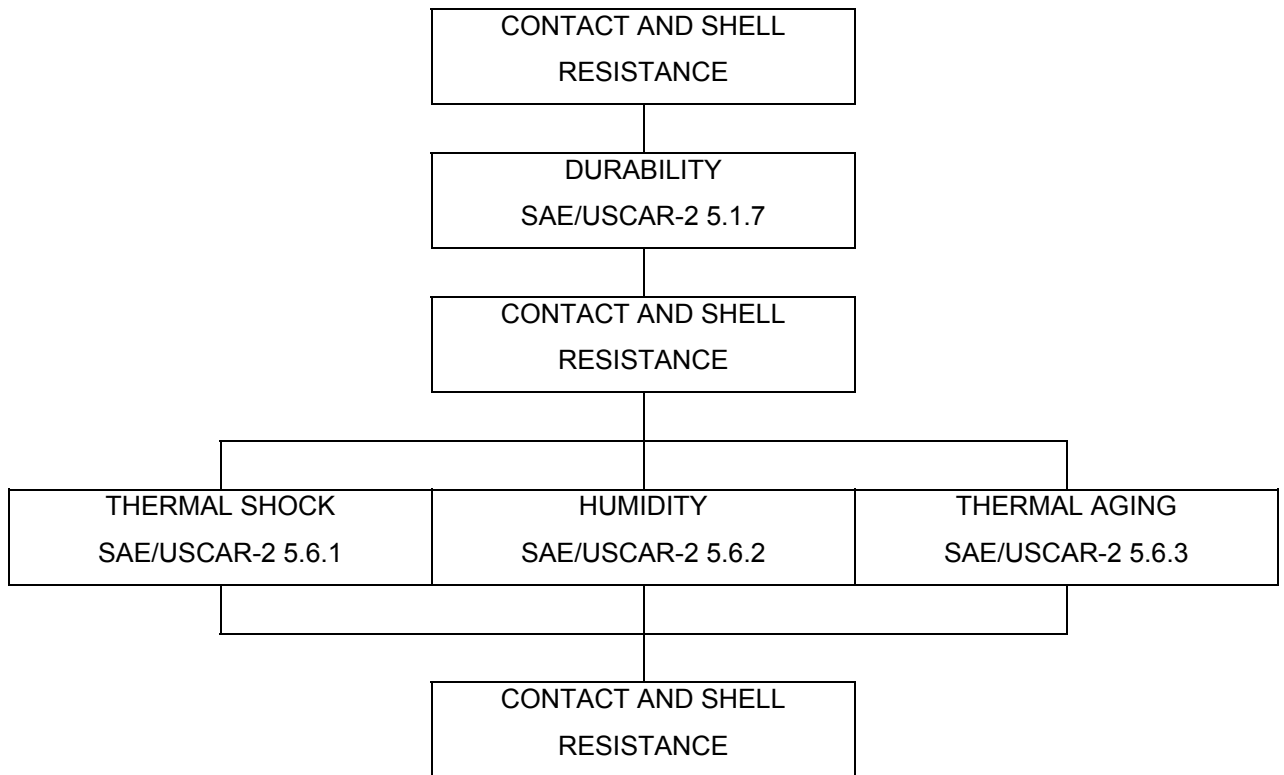 CONTACT AND SHELL
RESISTANCE
DURABILITY
SAE/USCAR-2 5.1.7
CONTACT AND SHELL
RESISTANCE
THERMAL SHOCK
SAE/USCAR-2 5.6.1
HUMIDITY
SAE/USCAR-2 5.6.2
THERMAL AGING
SAE/USCAR-2 5.6.3
CONTACT AND SHELL
RESISTANCE